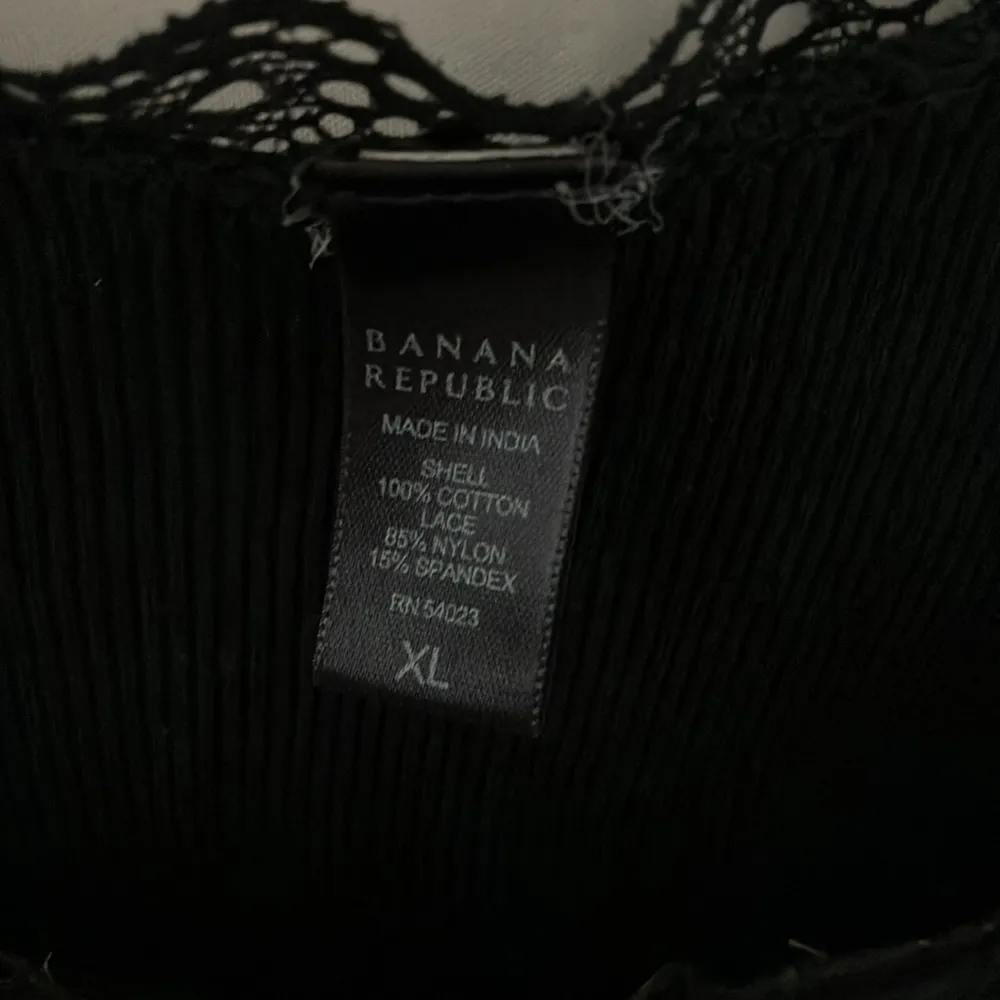 BANANA
REPUBLIC
MADE IN INDIA
SHELL
100% COTTON
LACE
85% NYLON
15% SPANDEX
RN 54023
XL